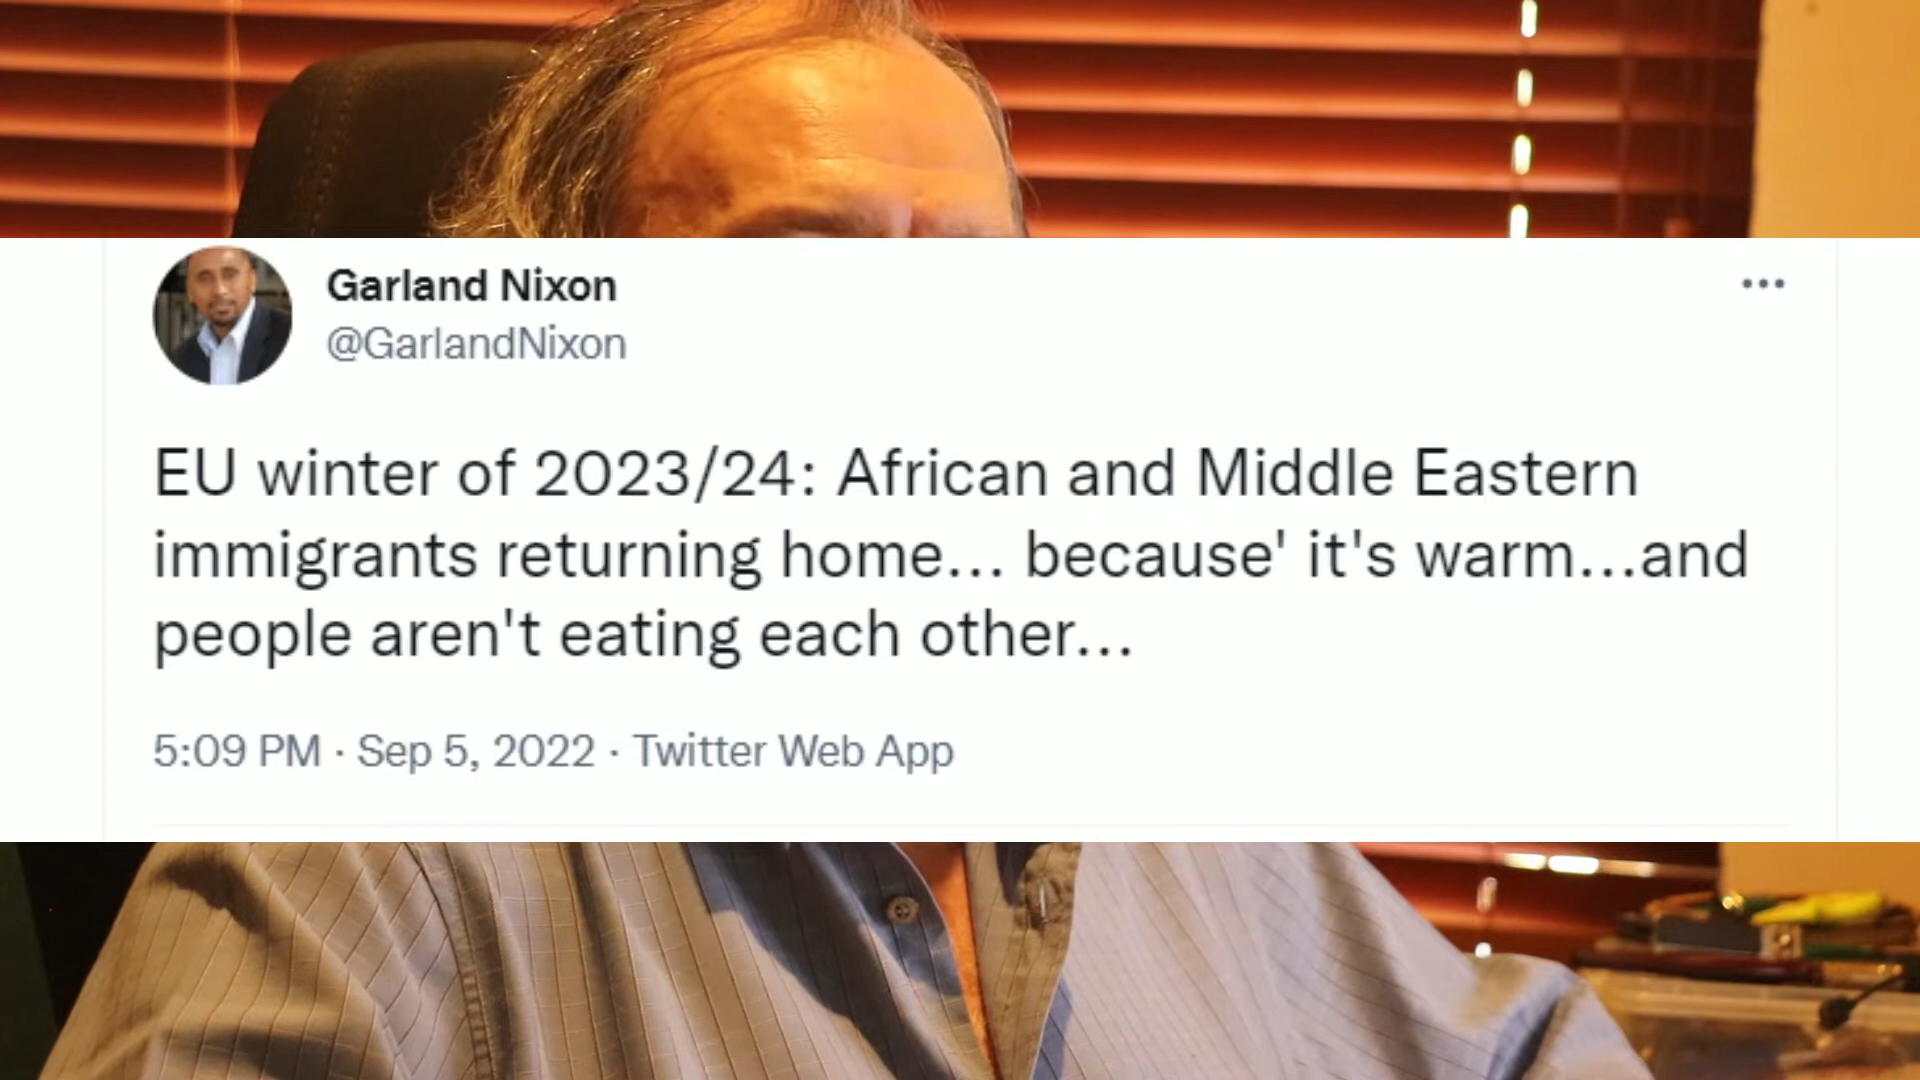 Garland Nixon
@GarlandNixon
EU winter of 2023/24: African and Middle Eastern
immigrants returning home... because' it's warm...and
people aren't eating each other...
5:09 PM · Sep 5, 2022 · Twitter Web App